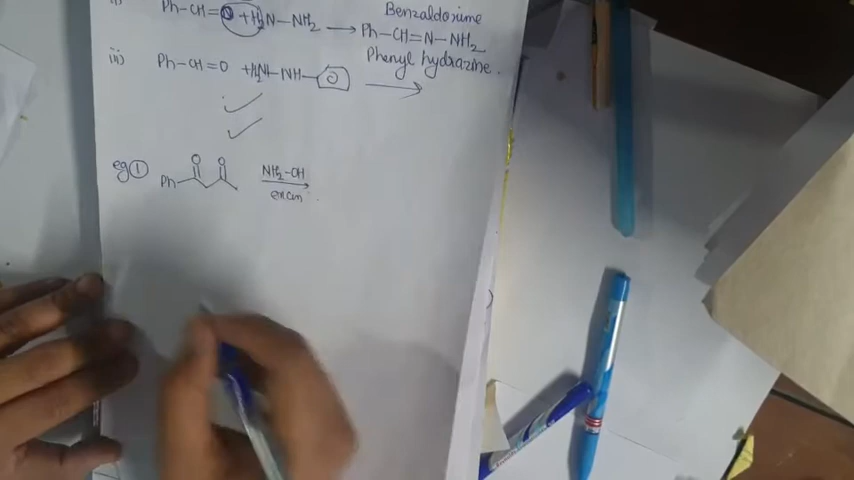 Benzaldoxime
ii) Ph-CH=O + H2N-NH2 → Ph-CH=N-NH2
Phenyl hydrazine.
iii) Ph-CH=O + H2N-NH- →
eg ① Ph O O NH2-OH →